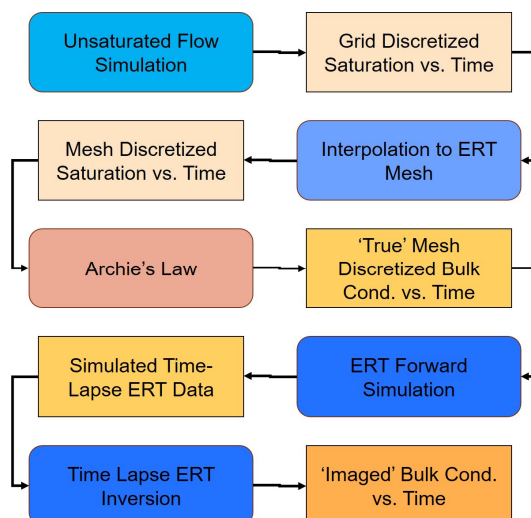 Unsaturated Flow
Simulation
Grid Discretized
Saturation vs. Time
Mesh Discretized
Saturation vs. Time
Interpolation to ERT
Mesh
Archie’s Law
‘True’ Mesh
Discretized Bulk
Cond. vs. Time
Simulated Time-
Lapse ERT Data
ERT Forward
Simulation
Time Lapse ERT
Inversion
‘Imaged’ Bulk Cond.
vs. Time